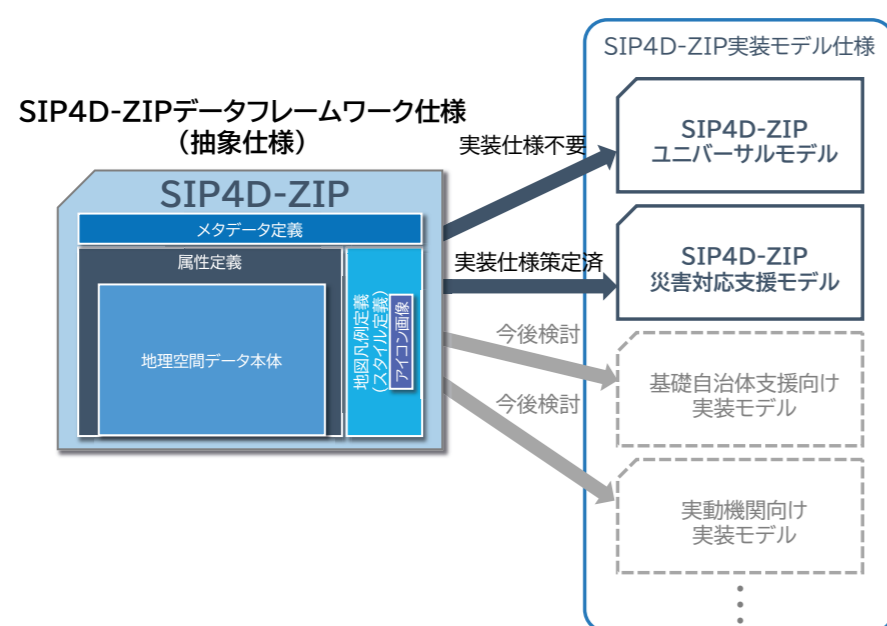 SIP4D-ZIP実装モデル仕様
SIP4D-ZIPデータフレームワーク仕様
（抽象仕様）
SIP4D-ZIP
メタデータ定義
属性定義
地理空間データ本体
地図凡例定義
（スタイル定義）
アイコン画像
実装仕様不要
SIP4D-ZIP
ユニバーサルモデル
実装仕様策定済
SIP4D-ZIP
災害対応支援モデル
今後検討
基礎自治体支援向け
実装モデル
今後検討
実動機関向け
実装モデル